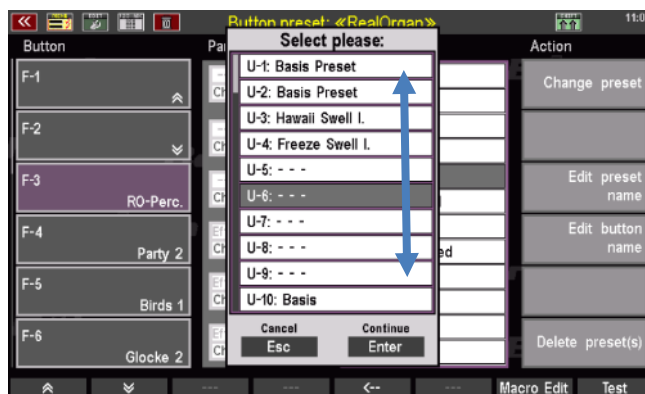 Button preset: «RealOrgan»
11:0
Button
Pa
Select please:
Action
F-1
F-2
F-3
RO-Perc.
F-4
Party 2
F-5
Birds 1
F-6
Glocke 2
U-1: Basis Preset
U-2: Basis Preset
U-3: Hawaii Swell I.
U-4: Freeze Swell I.
U-5: - - -
U-6: - - -
U-7: - - -
U-8: - - -
U-9: - - -
U-10: Basis
Cancel
Esc
Continue
Enter
ed
Change preset
Edit preset
name
Edit button
name
Delete preset(s)
--- --- <-- --- Macro Edit Test